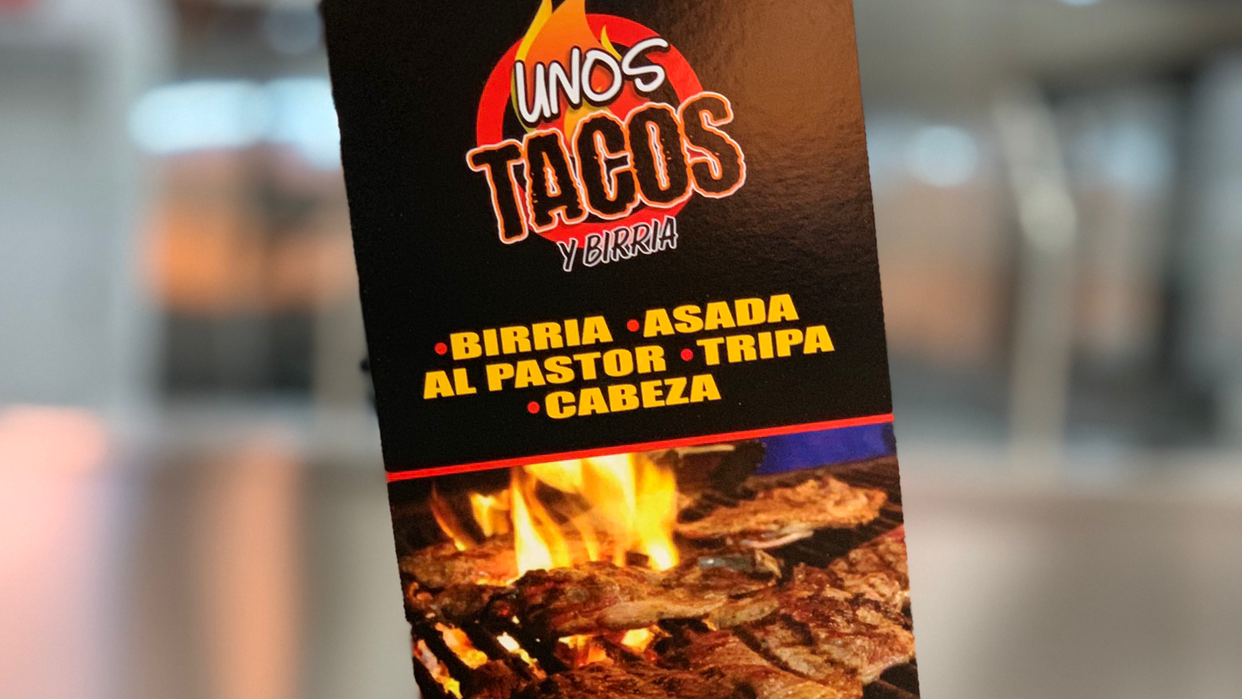 UNOS
TACOS
Y BIRRIA
•BIRRIA •ASADA
AL PASTOR •TRIPA
•CABEZA